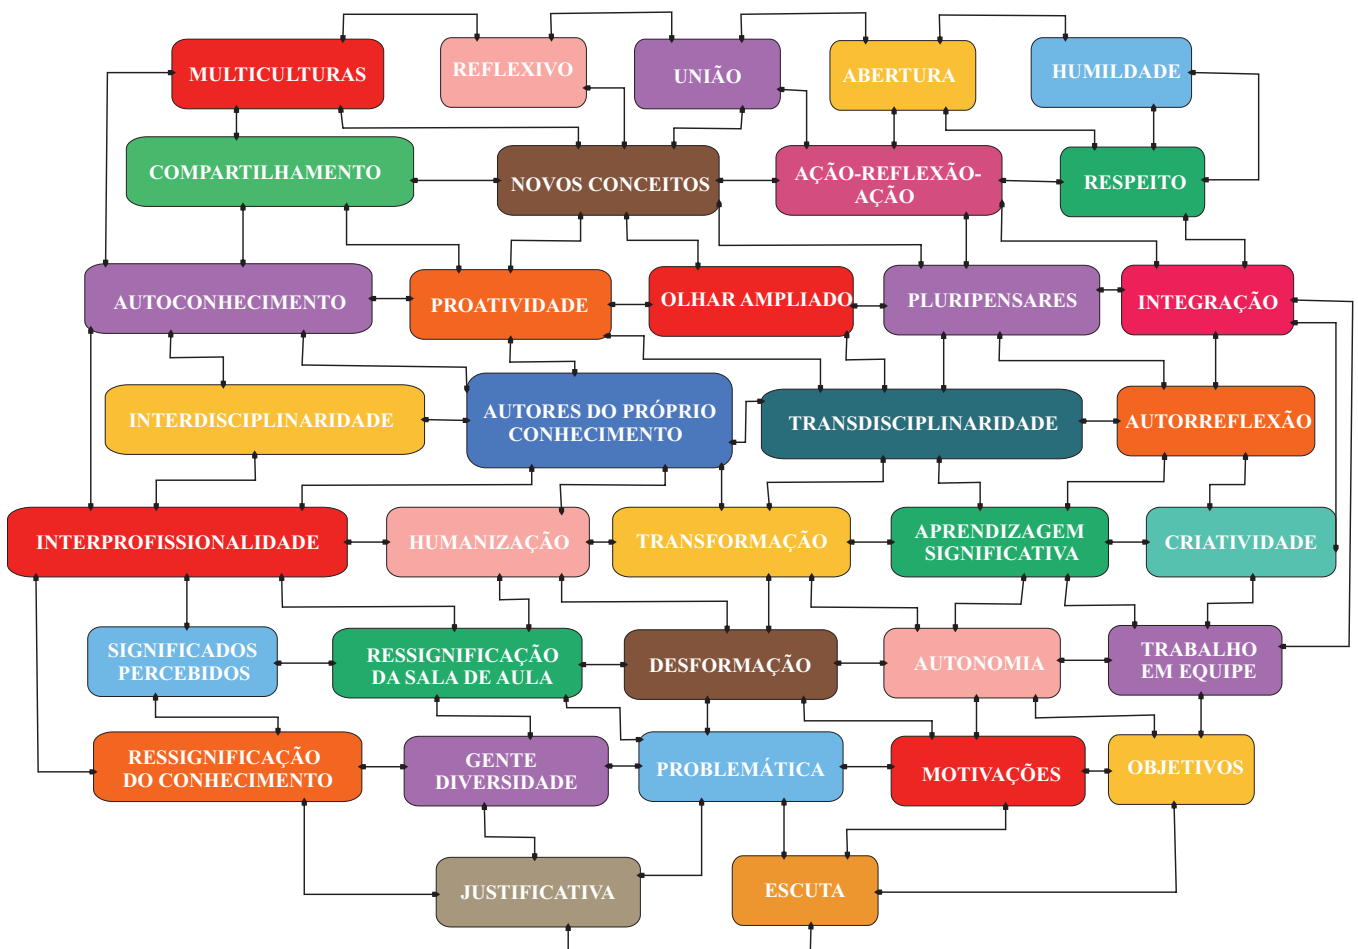 MULTICULTURAS
REFLEXIVO
UNIÃO
ABERTURA
HUMILDADE
COMPARTILHAMENTO
NOVOS CONCEITOS
AÇÃO-REFLEXÃO-
AÇÃO
RESPEITO
AUTOCONHECIMENTO
PROATIVIDADE
OLHAR AMPLIADO
PLURIPENSARES
INTEGRAÇÃO
INTERDISCIPLINARIDADE
AUTORES DO PRÓPRIO
CONHECIMENTO
TRANSDISCIPLINARIDADE
AUTORREFLEXÃO
INTERPROFISSIONALIDADE
HUMANIZAÇÃO
TRANSFORMAÇÃO
APRENDIZAGEM
SIGNIFICATIVA
CRIATIVIDADE
SIGNIFICADOS
PERCEBIDOS
RESSIGNIFICAÇÃO
DA SALA DE AULA
DESFORMAÇÃO
AUTONOMIA
TRABALHO
EM EQUIPE
RESSIGNIFICAÇÃO
DO CONHECIMENTO
GENTE
DIVERSIDADE
PROBLEMÁTICA
MOTIVAÇÕES
OBJETIVOS
JUSTIFICATIVA
ESCUTA